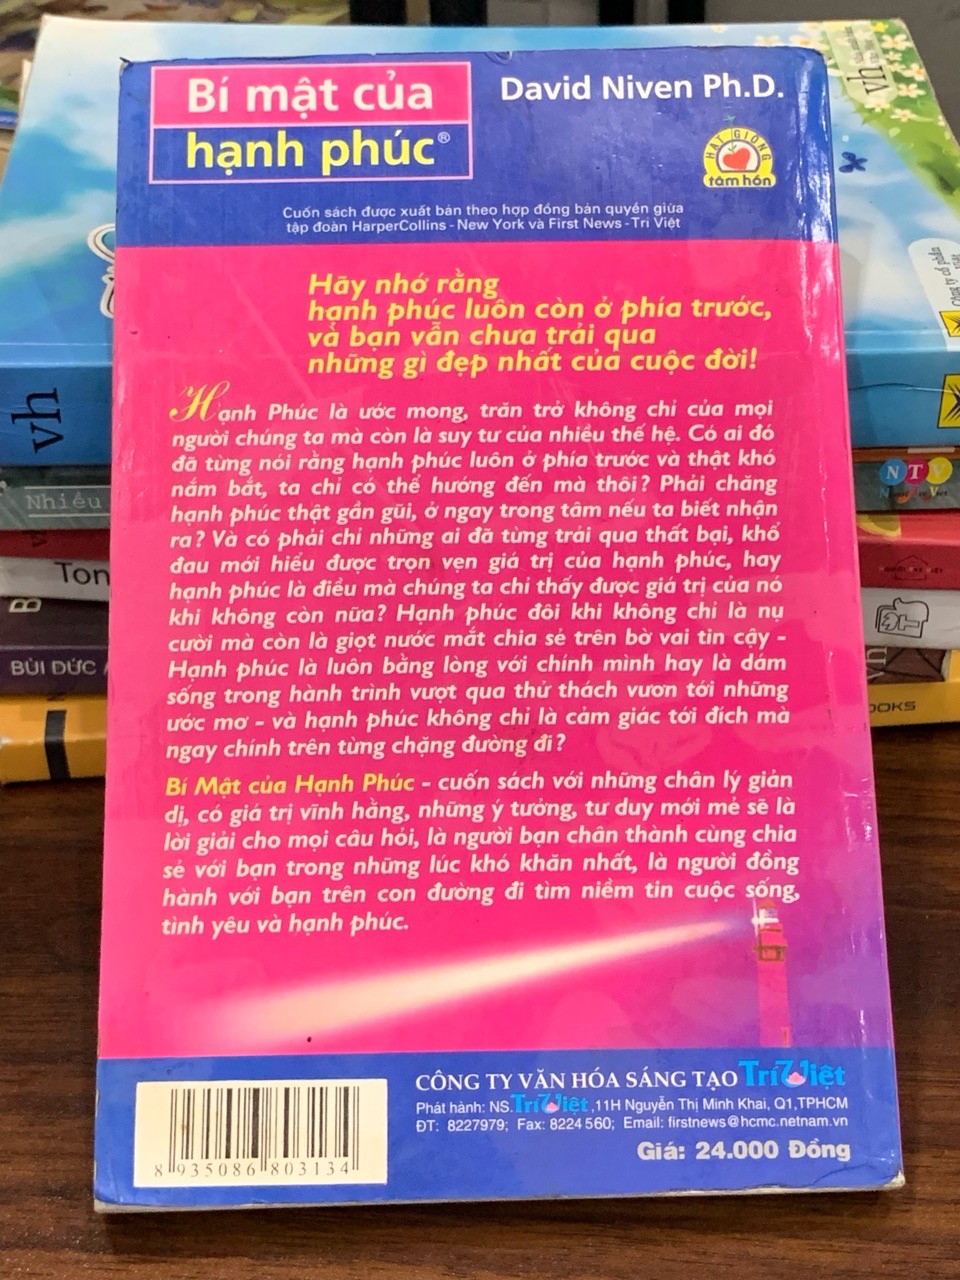 Bí mật của
hạnh phúc®
David Niven Ph.D.
HẠT GIỐNG
tâm hồn
Cuốn sách được xuất bản theo hợp đồng bản quyền giữa
tập đoàn HarperCollins - New York và First News - Trí Việt
Hãy nhớ rằng
hạnh phúc luôn còn ở phía trước,
và bạn vẫn chưa trải qua
những gì đẹp nhất của cuộc đời!
Hạnh Phúc là ước mong, trăn trở không chỉ của mọi
người chúng ta mà còn là suy tư của nhiều thế hệ. Có ai đó
đã từng nói rằng hạnh phúc luôn ở phía trước và thật khó
nắm bắt, ta chỉ có thể hướng đến mà thôi? Phải chăng
hạnh phúc thật gần gũi, ở ngay trong tâm nếu ta biết nhận
ra? Và có phải chỉ những ai đã từng trải qua thất bại, khổ
đau mới hiểu được trọn vẹn giá trị của hạnh phúc, hay
hạnh phúc là điều mà chúng ta chỉ thấy được giá trị của nó
khi không còn nữa? Hạnh phúc đôi khi không chỉ là nụ
cười mà còn là giọt nước mắt chia sẻ trên bờ vai tin cậy -
Hạnh phúc là luôn bằng lòng với chính mình hay là dám
sống trong hành trình vượt qua thử thách vươn tới những
ước mơ - và hạnh phúc không chỉ là cảm giác tới đích mà
ngay chính trên từng chặng đường đi?
Bí Mật của Hạnh Phúc - cuốn sách với những chân lý giản
dị, có giá trị vĩnh hằng, những ý tưởng, tư duy mới mẻ sẽ là
lời giải cho mọi câu hỏi, là người bạn chân thành cùng chia
sẻ với bạn trong những lúc khó khăn nhất, là người đồng
hành với bạn trên con đường đi tìm niềm tin cuộc sống,
tình yêu và hạnh phúc.
CÔNG TY VĂN HÓA SÁNG TẠO Trí Việt
Phát hành: NS.Trí Việt,11H Nguyễn Thị Minh Khai, Q1,TPHCM
ĐT: 8227979; Fax: 8224560; Email: firstnews@hcmc.netnam.vn
Giá: 24.000 Đồng
8 935086 803134
vh
vh
Công ty cổ phần
Nhiều
NTV
Ton
BÙI ĐỨC
OOKS